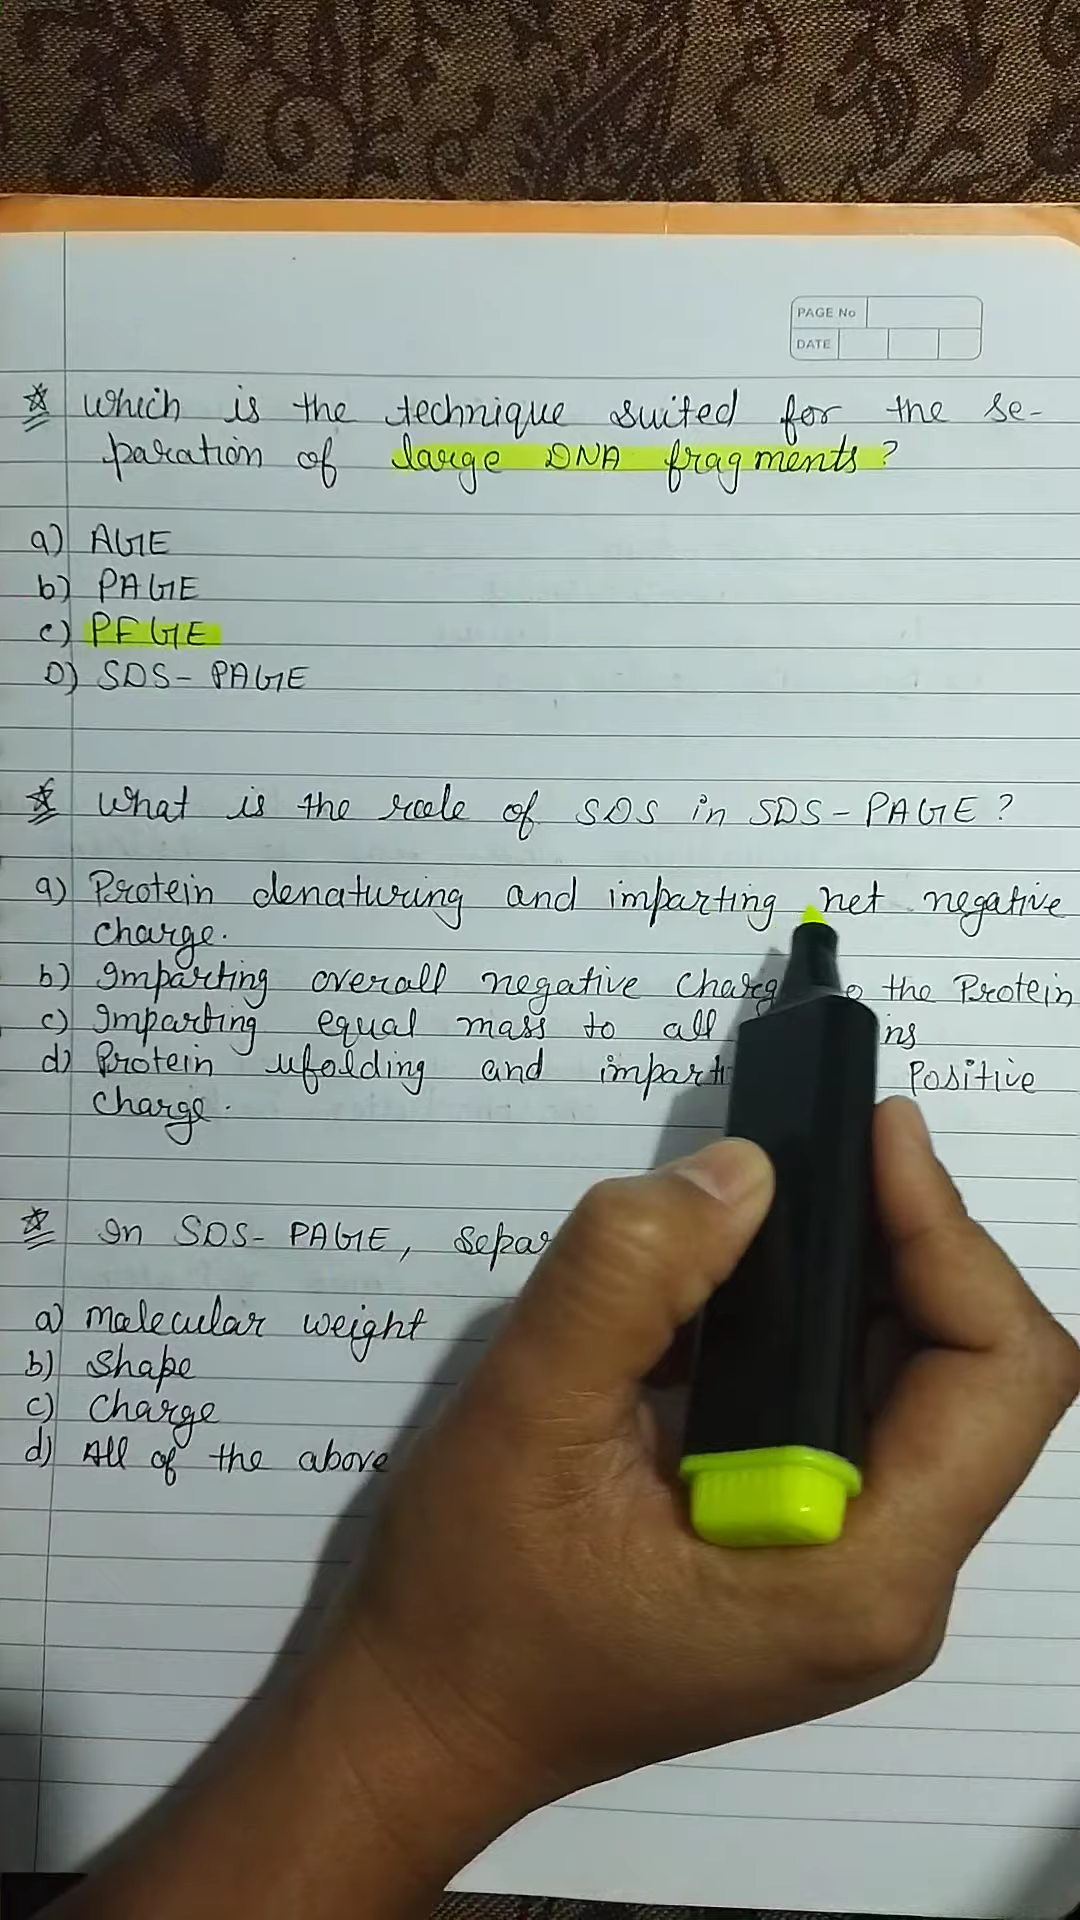 PAGE No
DATE
which is the technique suited for the se-
paration of large DNA fragments?
a) AGE
b) PAGE
c) PFGE
D) SDS- PAGE
What is the role of SDS in SDS-PAGE?
a) Protein denaturing and imparting net negative
charge.
b) Imparting overall negative charg the Protein
c) Imparting equal mass to all ins
d) Protein ufolding and imparti Positive
charge.
In SDS-PAGE, Separ
a) molecular weight
b) Shape
c) Charge
d) All of the above